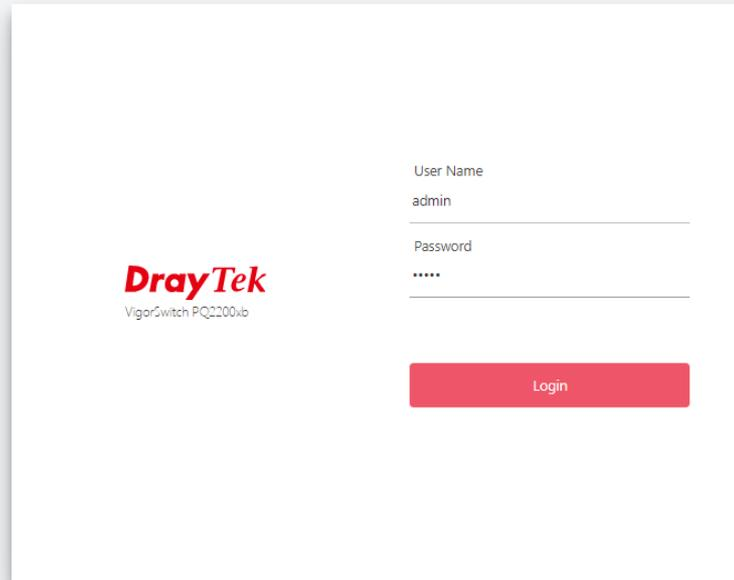 DrayTek
VigorSwitch PQ2200xb
User Name
admin
Password
•••••
Login